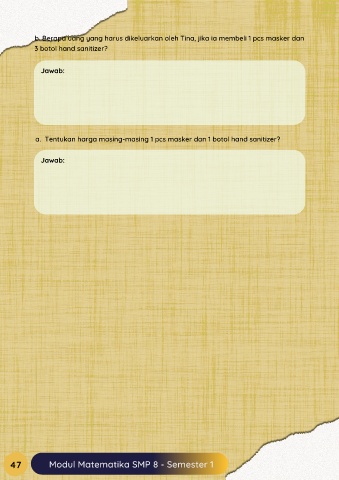 b. Berapa uang yang harus dikeluarkan oleh Tina, jika ia membeli 1 pcs masker dan
3 botol hand sanitizer?
Jawab:
a. Tentukan harga masing-masing 1 pcs masker dan 1 botol hand sanitizer?
Jawab:
47 Modul Matematika SMP 8 - Semester 1